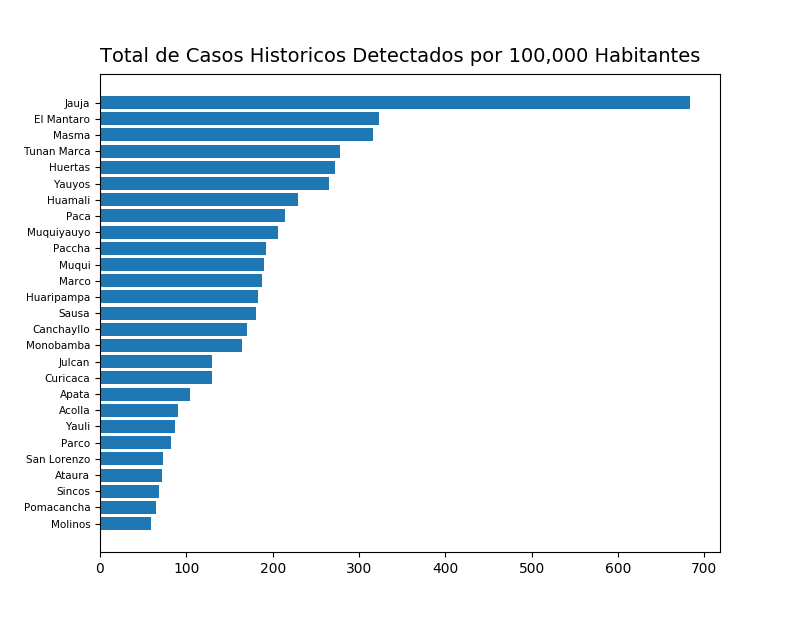 Total de Casos Historicos Detectados por 100,000 Habitantes
Jauja
El Mantaro
Masma
Tunan Marca
Huertas
Yauyos
Huamali
Paca
Muquiyauyo
Paccha
Muqui
Marco
Huaripampa
Sausa
Canchayllo
Monobamba
Julcan
Curicaca
Apata
Acolla
Yauli
Parco
San Lorenzo
Ataura
Sincos
Pomacancha
Molinos
0 100 200 300 400 500 600 700